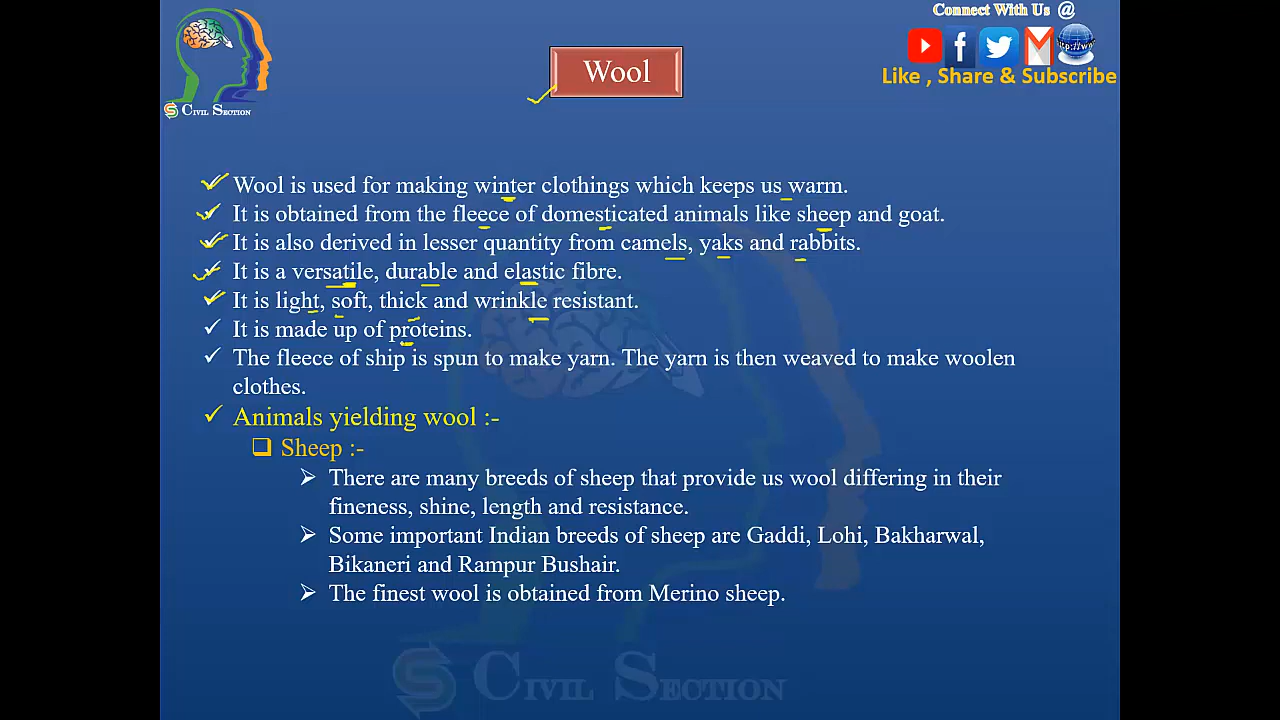 Connect With Us @
http://www
Like , Share & Subscribe
CIVIL SECTION
Wool
Wool is used for making winter clothings which keeps us warm.
It is obtained from the fleece of domesticated animals like sheep and goat.
It is also derived in lesser quantity from camels, yaks and rabbits.
It is a versatile, durable and elastic fibre.
It is light, soft, thick and wrinkle resistant.
It is made up of proteins.
The fleece of ship is spun to make yarn. The yarn is then weaved to make woolen
clothes.
Animals yielding wool :-
Sheep :-
There are many breeds of sheep that provide us wool differing in their
fineness, shine, length and resistance.
Some important Indian breeds of sheep are Gaddi, Lohi, Bakharwal,
Bikaneri and Rampur Bushair.
The finest wool is obtained from Merino sheep.
CIVIL SECTION